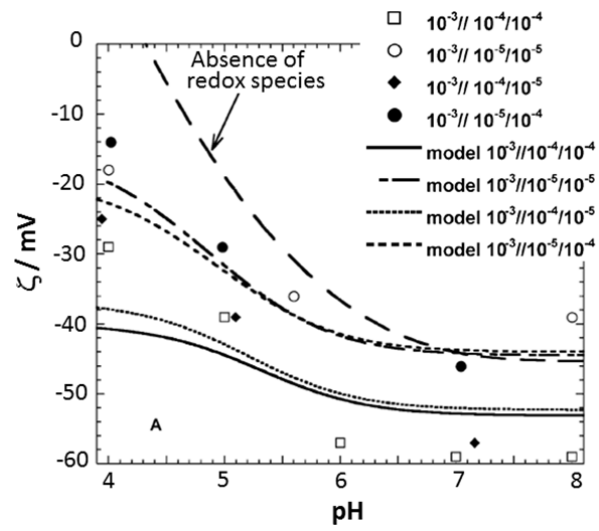 0
-10
-20
-30
-40
-50
-60
ζ / mV
4
5
6
7
8
pH
Absence of
redox species
A
10⁻³// 10⁻⁴/10⁻⁴
10⁻³// 10⁻⁵/10⁻⁵
10⁻³// 10⁻⁴/10⁻⁵
10⁻³// 10⁻⁵/10⁻⁴
model 10⁻³//10⁻⁴/10⁻⁴
model 10⁻³//10⁻⁵/10⁻⁵
model 10⁻³//10⁻⁴/10⁻⁵
model 10⁻³//10⁻⁵/10⁻⁴